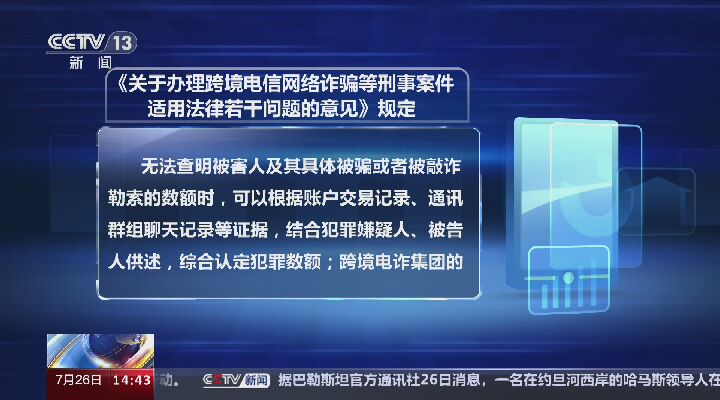 CCTV 13
新闻
《关于办理跨境电信网络诈骗等刑事案件
适用法律若干问题的意见》规定
无法查明被害人及其具体被骗或者被敲诈
勒索的数额时，可以根据账户交易记录、通讯
群组聊天记录等证据，结合犯罪嫌疑人、被告
人供述，综合认定犯罪数额；跨境电诈集团的
7月26日 14:43 动。 CCTV 新闻 据巴勒斯坦官方通讯社26日消息，一名在约旦河西岸的哈马斯领导人在